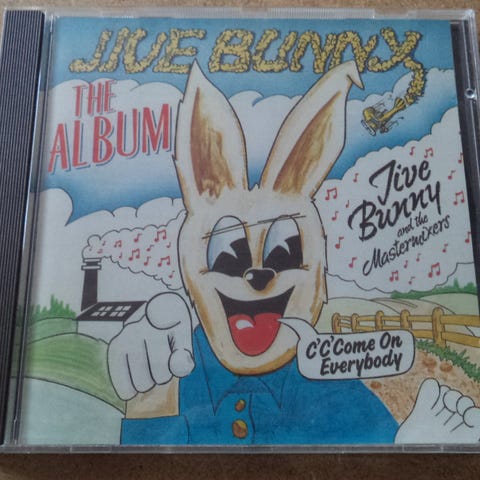 JIVE BUNNY
THE
ALBUM
Jive
Bunny
and the
Mastermixers
C'C'Come On
Everybody